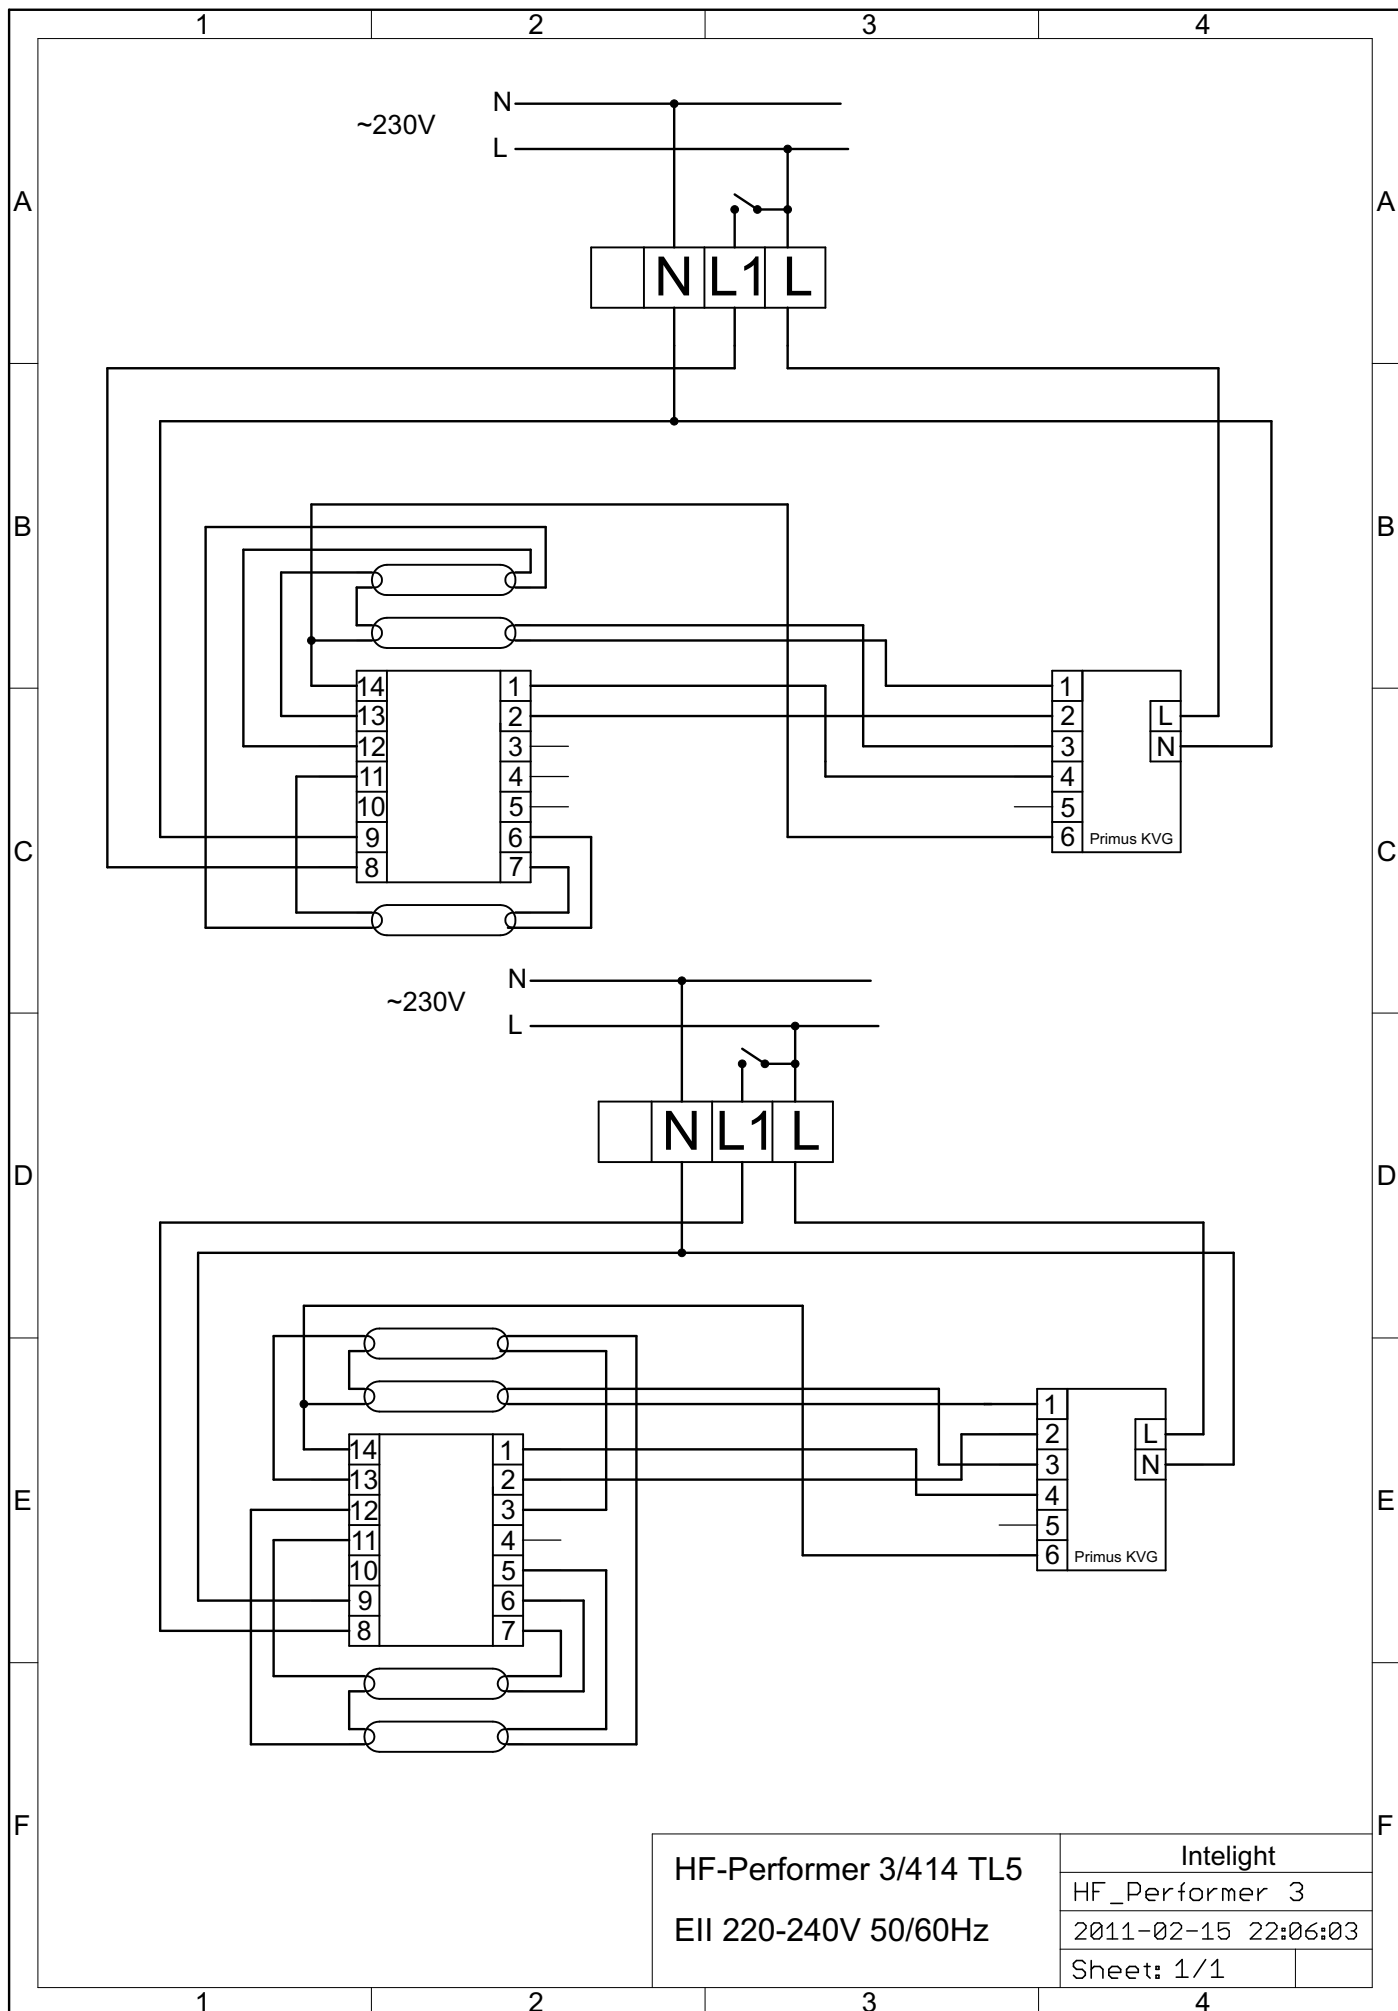 1 2 3 4
N
~230V
L
A A
N L1 L
B B
14 1 1
13 2 2 L
12 3 3 N
11 4 4
10 5 5
9 6 6 Primus KVG
8 7
C C
N
~230V
L
N L1 L
D D
14 1 1
13 2 2 L
12 3 3 N
11 4 4
10 5 5
9 6 6 Primus KVG
8 7
E E
F F
HF-Performer 3/414 TL5
EII 220-240V 50/60Hz
Intelight
HF_Performer 3
2011-02-15 22:06:03
Sheet: 1/1
1 2 3 4